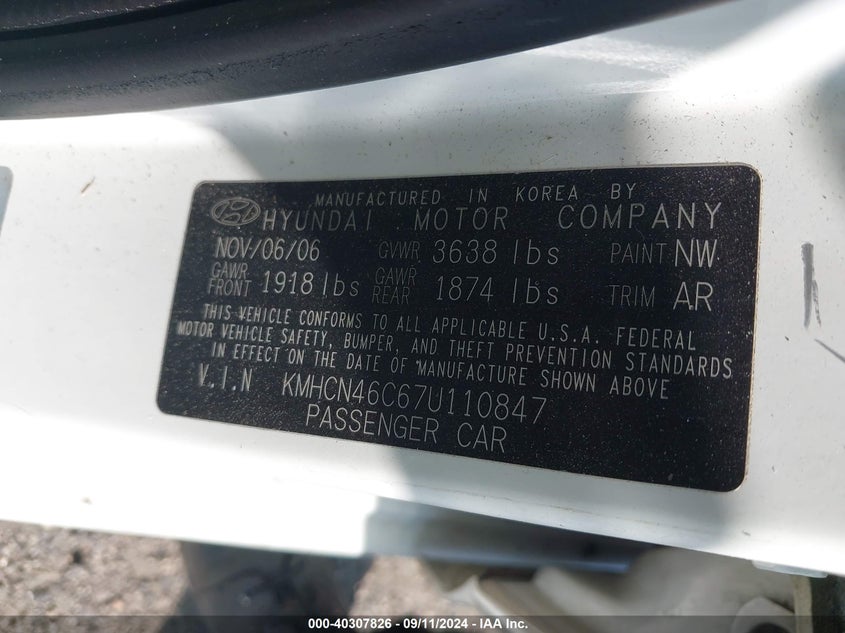 MANUFACTURED IN KOREA BY
HYUNDAI MOTOR COMPANY
NOV/06/06 GVWR 3638 lbs PAINT NW
GAWR FRONT 1918 lbs GAWR REAR 1874 lbs TRIM AR
THIS VEHICLE CONFORMS TO ALL APPLICABLE U.S.A. FEDERAL
MOTOR VEHICLE SAFETY, BUMPER, AND THEFT PREVENTION STANDARDS
IN EFFECT ON THE DATE OF MANUFACTURE SHOWN ABOVE
V.I.N KMHCN46C67U110847
PASSENGER CAR
000-40307826 - 09/11/2024 - IAA Inc.